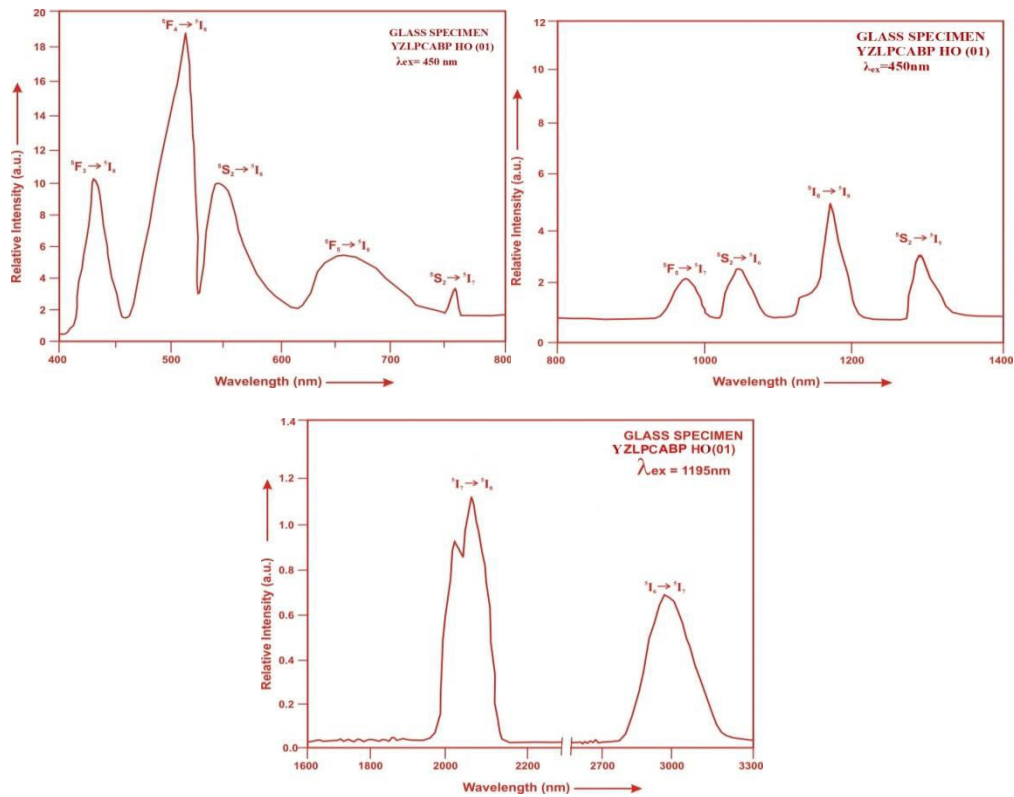 20
18
16
14
12
10
8
6
4
2
0
Relative Intensity (a.u.)
⁵F₄→⁵I₈
GLASS SPECIMEN
YZLPCABP HO (01)
λex= 450 nm
⁵F₃→⁵I₈
⁵S₂→⁵I₈
⁵F₅→⁵I₈
⁵S₂→⁵I₇
400 500 600 700 800
Wavelength (nm)
12
10
8
6
4
2
0
Relative Intensity (a.u.)
GLASS SPECIMEN
YZLPCABP HO (01)
λex=450nm
⁵I₆→⁵I₈
⁵S₂→⁵I₅
⁵F₅→⁵I₇
⁵S₂→⁵I₆
800 1000 1200 1400
Wavelength (nm)
1.4
1.2
1.0
0.8
0.6
0.4
0.2
0.0
Relative Intensity (a.u.)
GLASS SPECIMEN
YZLPCABP HO(01)
λex = 1195nm
⁵I₇→⁵I₈
⁵I₆→⁵I₇
1600 1800 2000 2200 2700 3000 3300
Wavelength (nm)